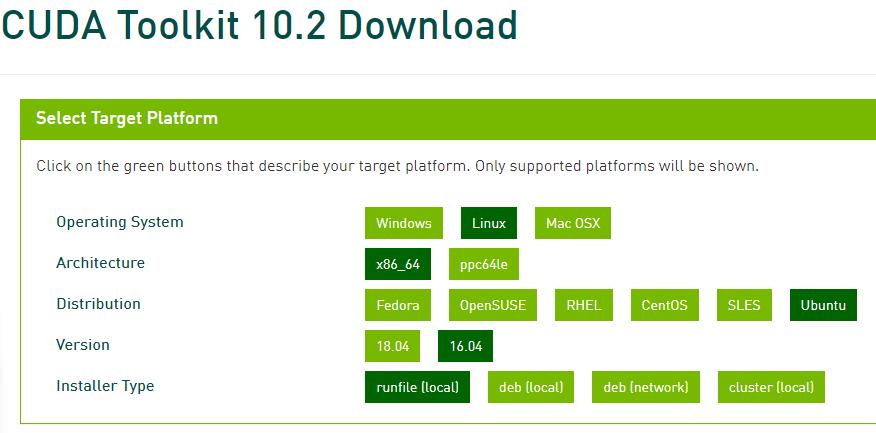 CUDA Toolkit 10.2 Download
Select Target Platform
Click on the green buttons that describe your target platform. Only supported platforms will be shown.
Operating System Windows Linux Mac OSX
Architecture x86_64 ppc64le
Distribution Fedora OpenSUSE RHEL CentOS SLES Ubuntu
Version 18.04 16.04
Installer Type runfile (local) deb (local) deb (network) cluster (local)